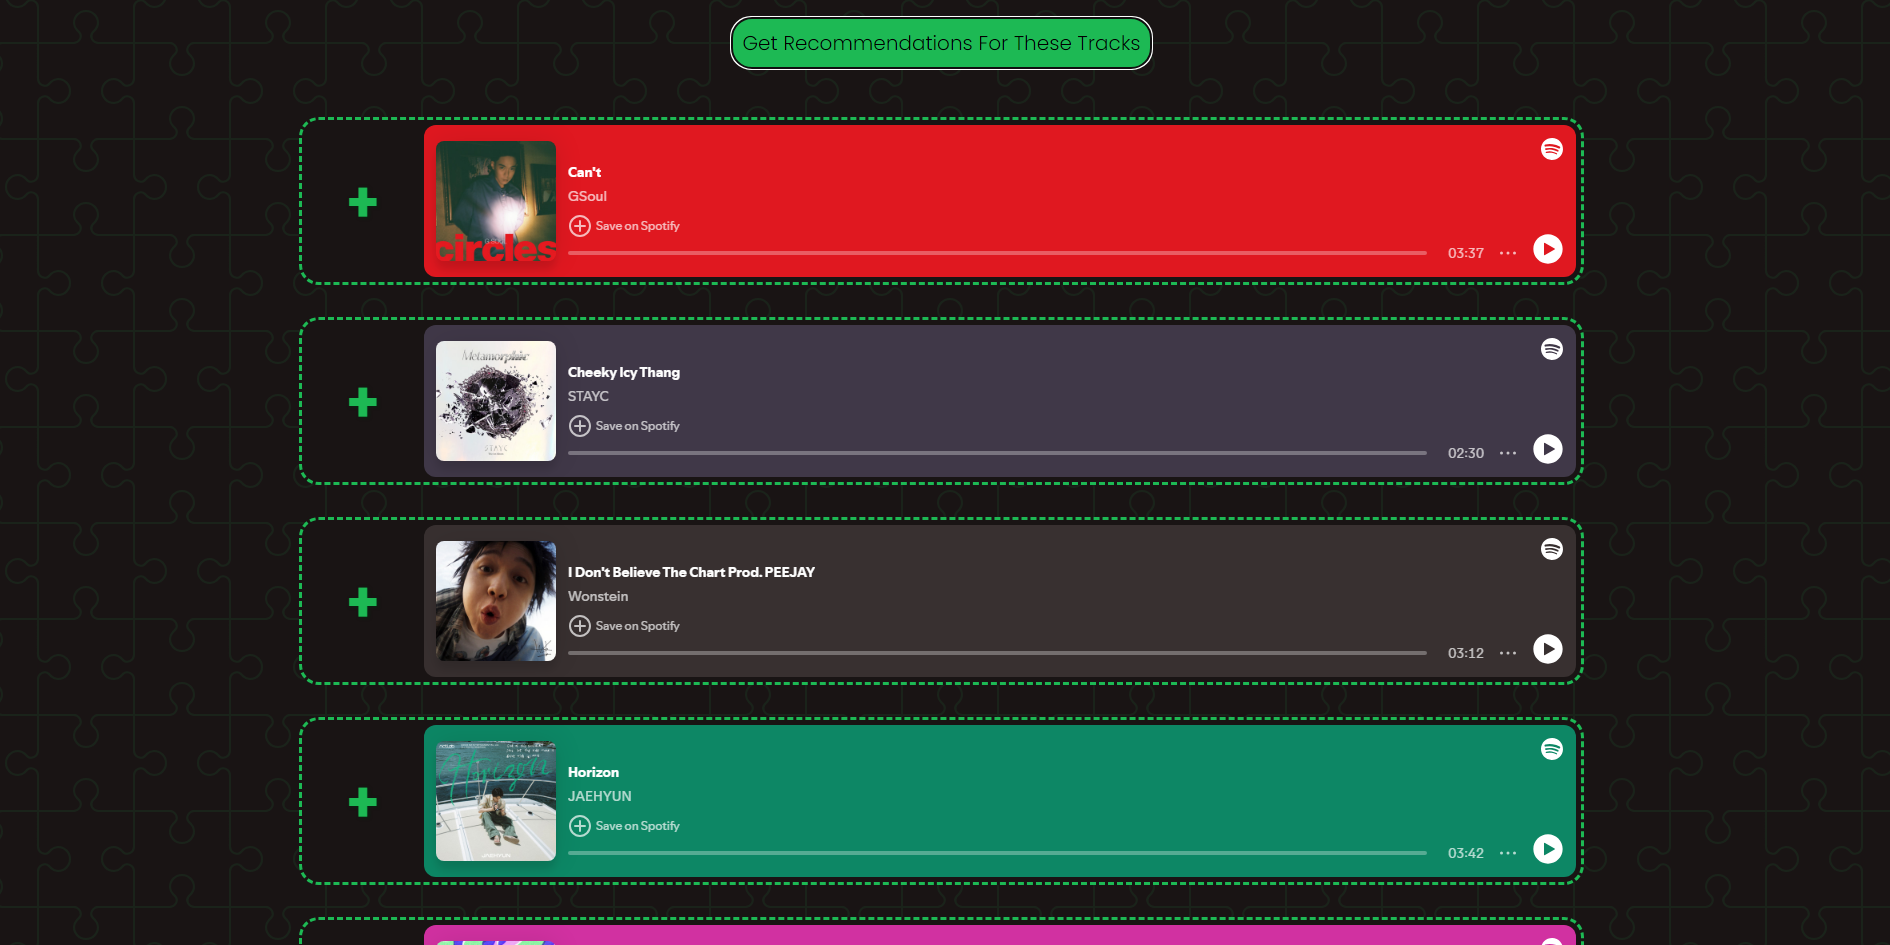 Get Recommendations For These Tracks
Can't
GSoul
Save on Spotify
circles
03:37
Metamorphic
Cheeky Icy Thang
STAYC
Save on Spotify
STAYC
02:30
I Don't Believe The Chart Prod. PEEJAY
Wonstein
Save on Spotify
03:12
Horizon
Horizon
JAEHYUN
Save on Spotify
03:42